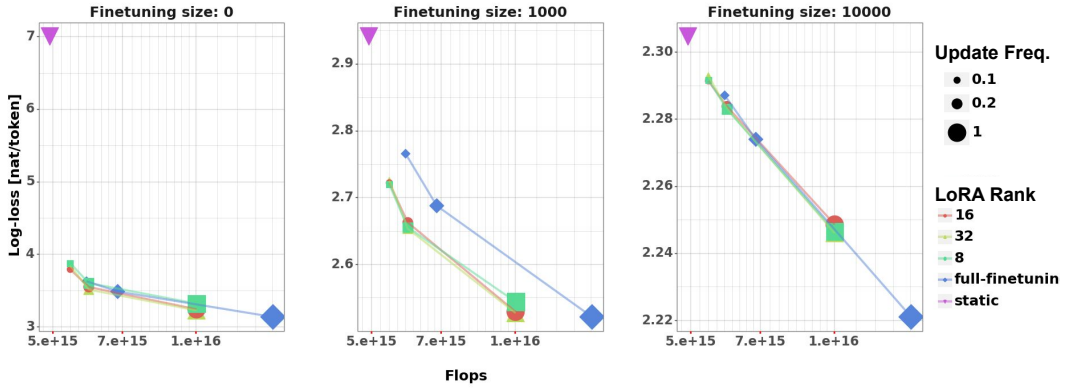 Finetuning size: 0
Finetuning size: 1000
Finetuning size: 10000
Log-loss [nat/token]
7
6
5
4
3
5.e+15
7.e+15
1.e+16
2.9
2.8
2.7
2.6
5.e+15
7.e+15
1.e+16
2.30
2.28
2.26
2.24
2.22
5.e+15
7.e+15
1.e+16
Flops
Update Freq.
0.1
0.2
1
LoRA Rank
16
32
8
full-finetunin
static